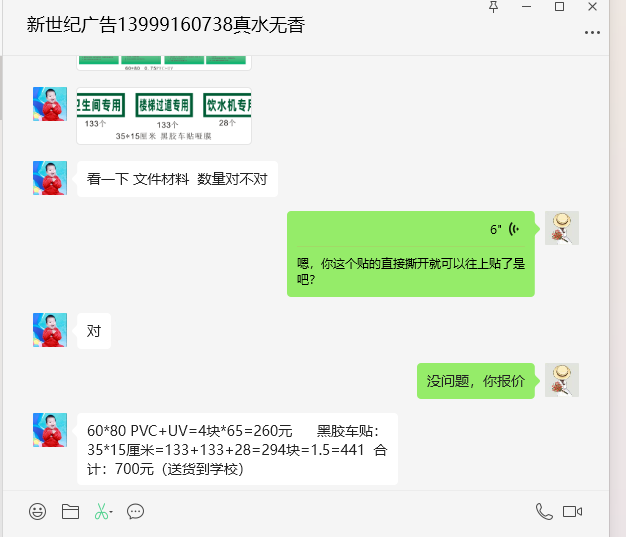 新世纪广告13999160738真水无香
60*80 0.75PVC+UV
卫生间专用 楼梯过道专用 饮水机专用
133个 133个 28个
35*15厘米 黑胶车贴哑膜
看一下 文件材料 数量对不对
6"
嗯，你这个贴的直接撕开就可以往上贴了是
吧？
对
没问题，你报价
60*80 PVC+UV=4块*65=260元 黑胶车贴：
35*15厘米=133+133+28=294块=1.5=441 合
计：700元（送货到学校）